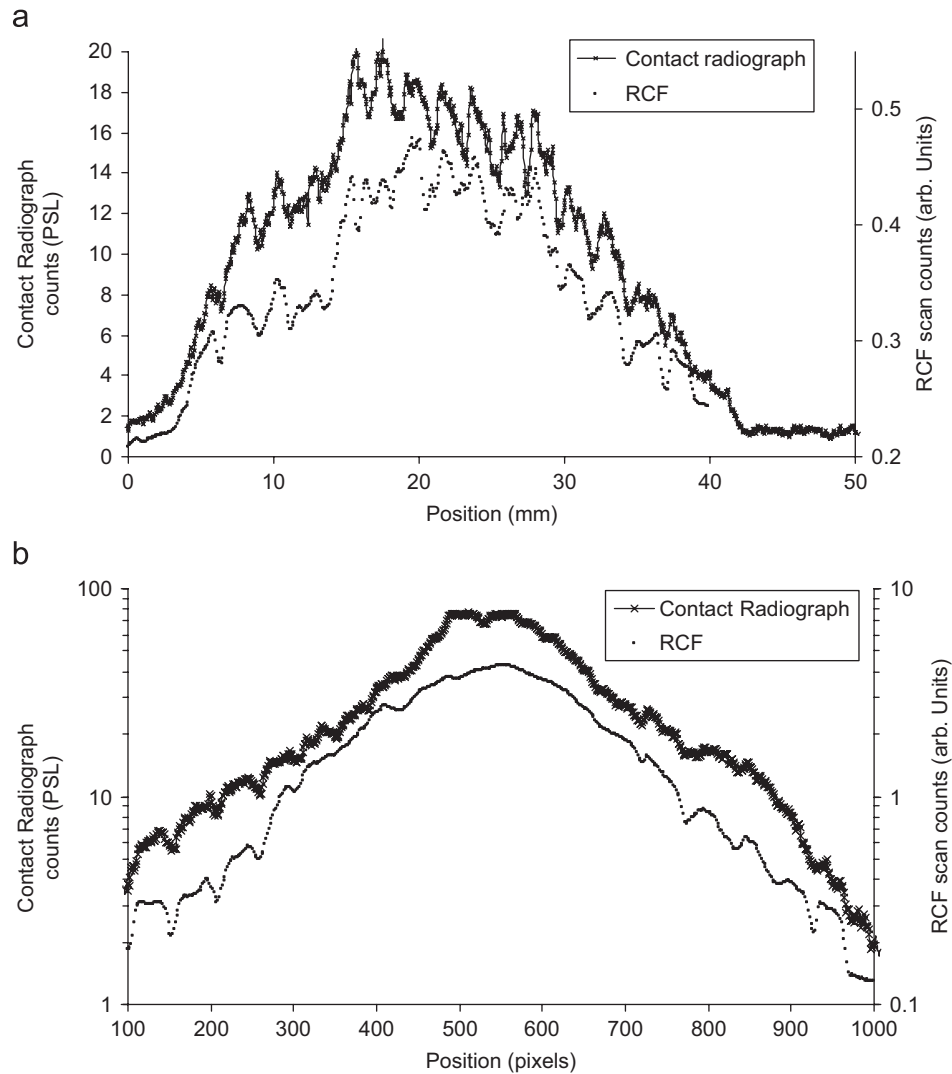 a
Contact radiograph
RCF
20
18
16
14
12
10
8
6
4
2
0
Contact Radiograph
counts (PSL)
0.5
0.4
0.3
0.2
RCF scan counts (arb. Units)
0 10 20 30 40 50
Position (mm)
b
Contact Radiograph
RCF
100
10
1
Contact Radiograph
counts (PSL)
10
1
0.1
RCF scan counts (arb. Units)
100 200 300 400 500 600 700 800 900 1000
Position (pixels)